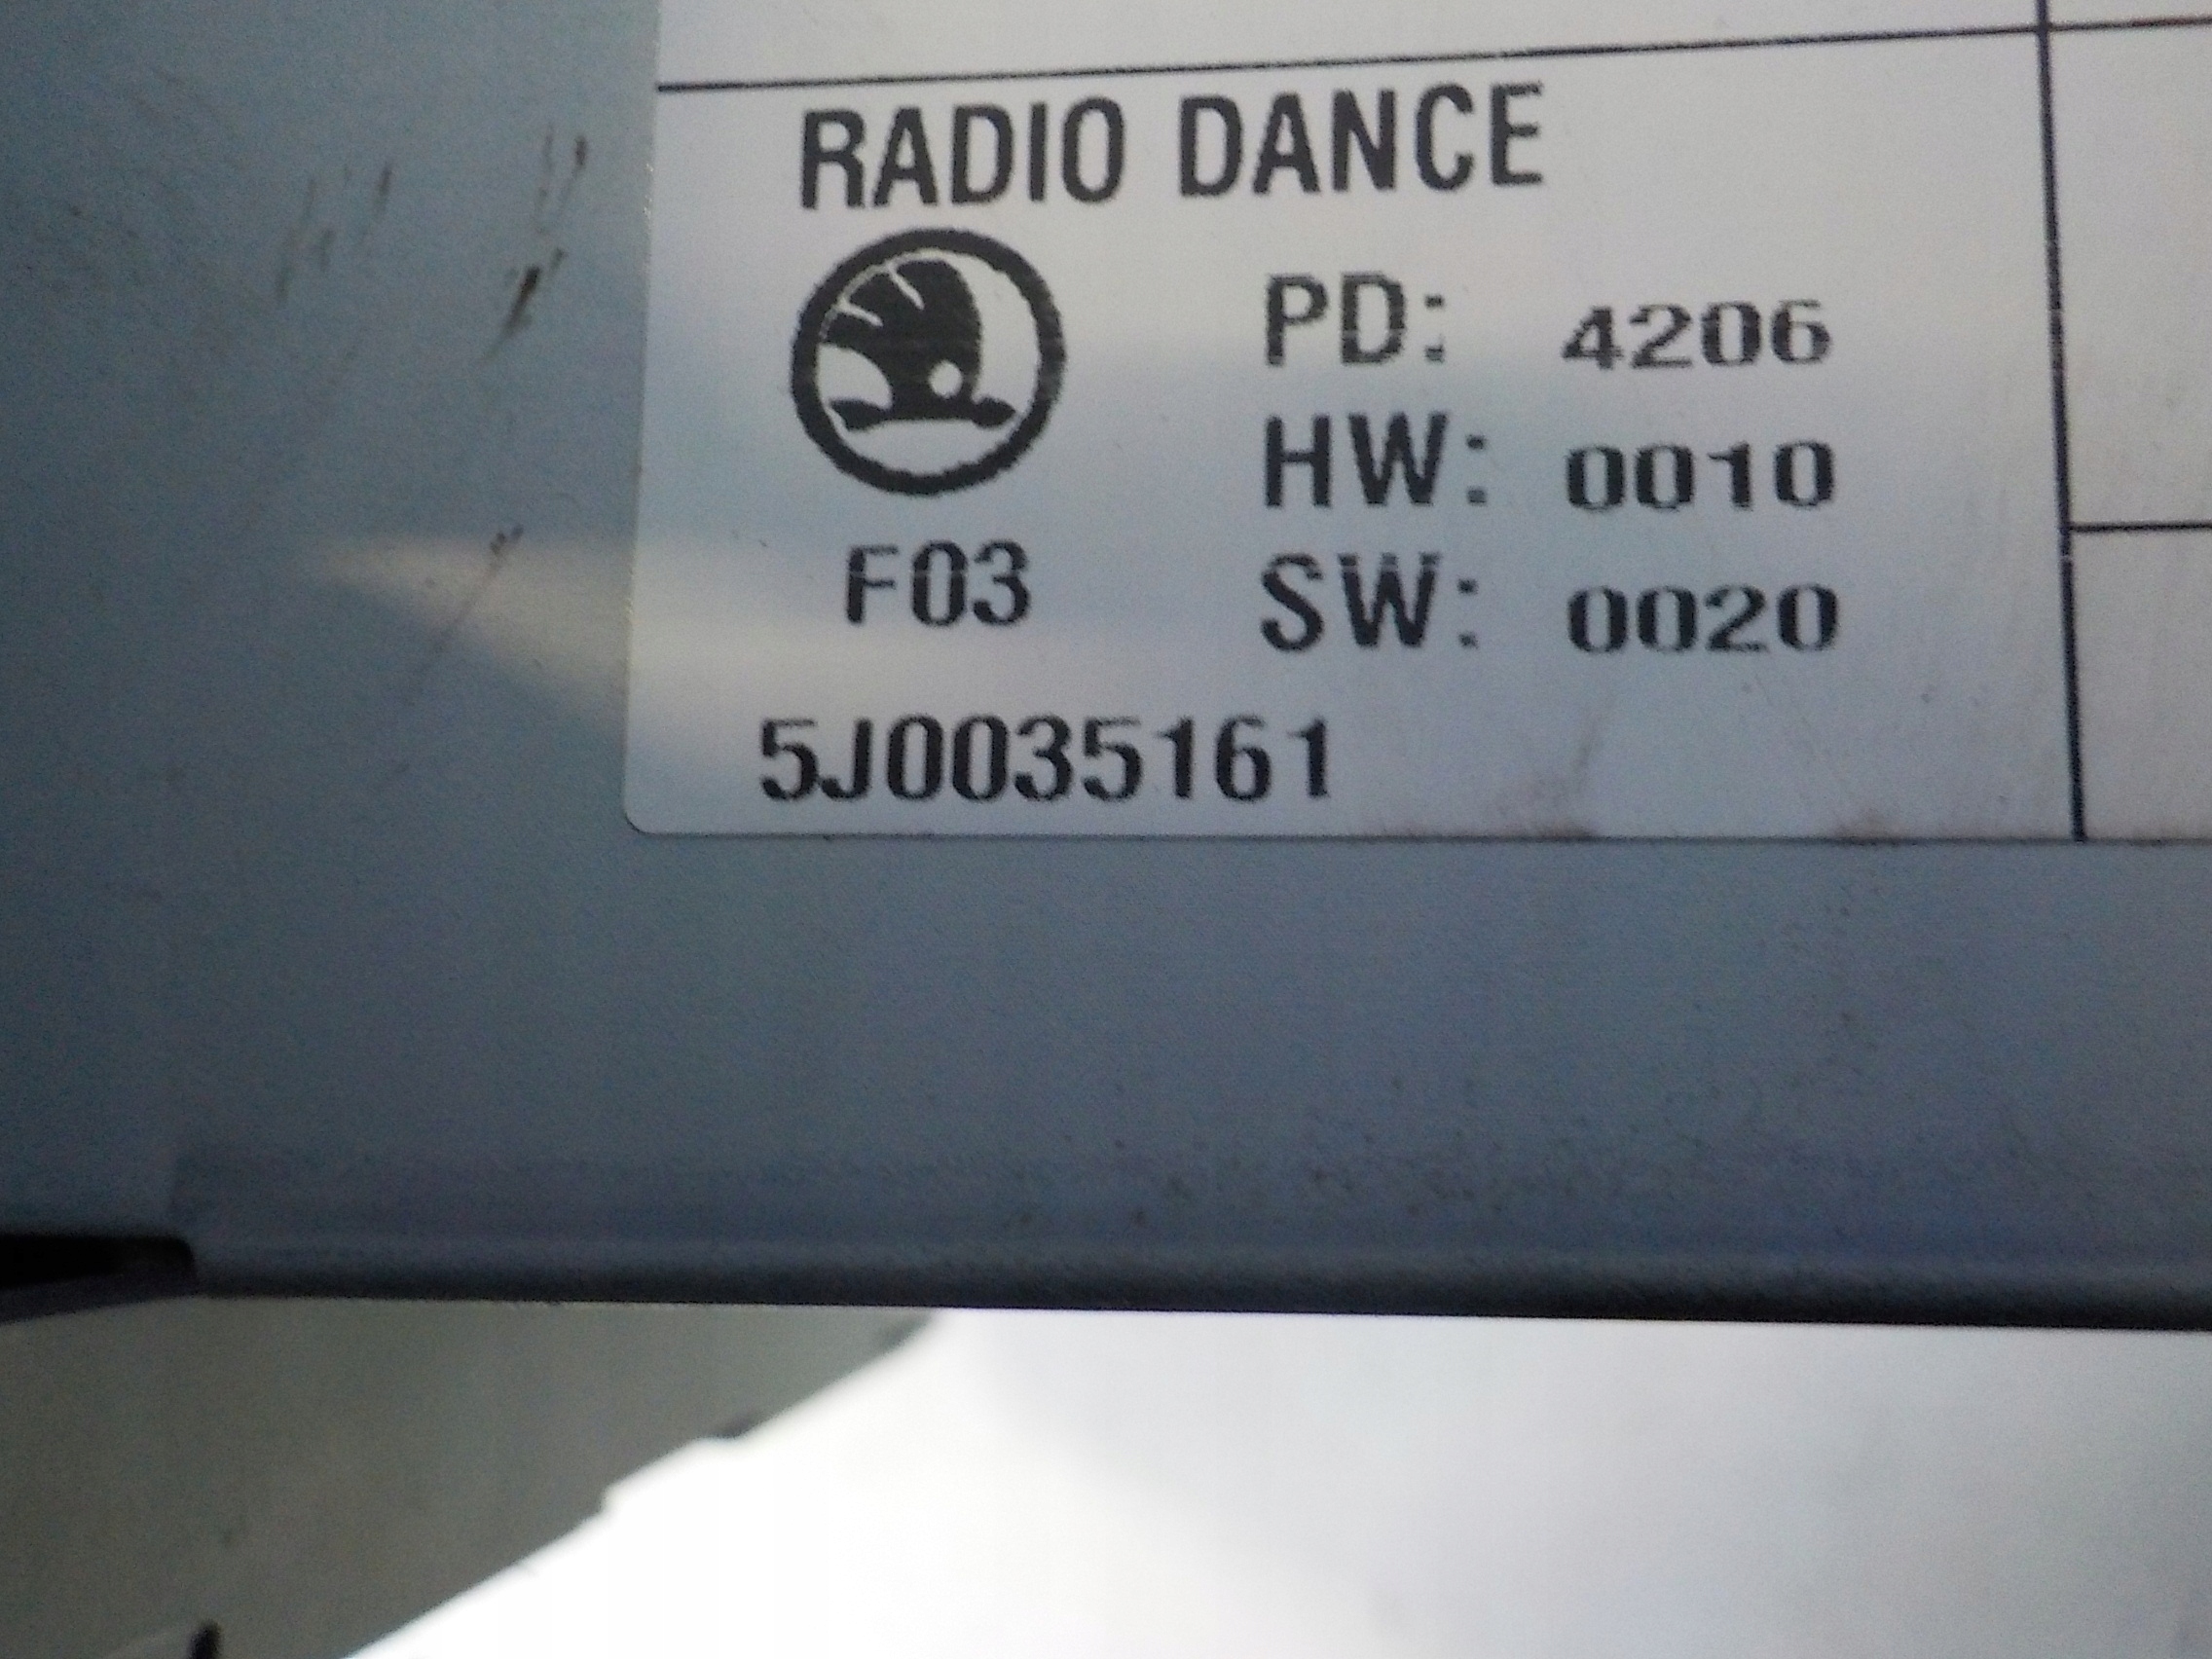 RADIO DANCE
PD: 4206
HW: 0010
F03
SW: 0020
5J0035161